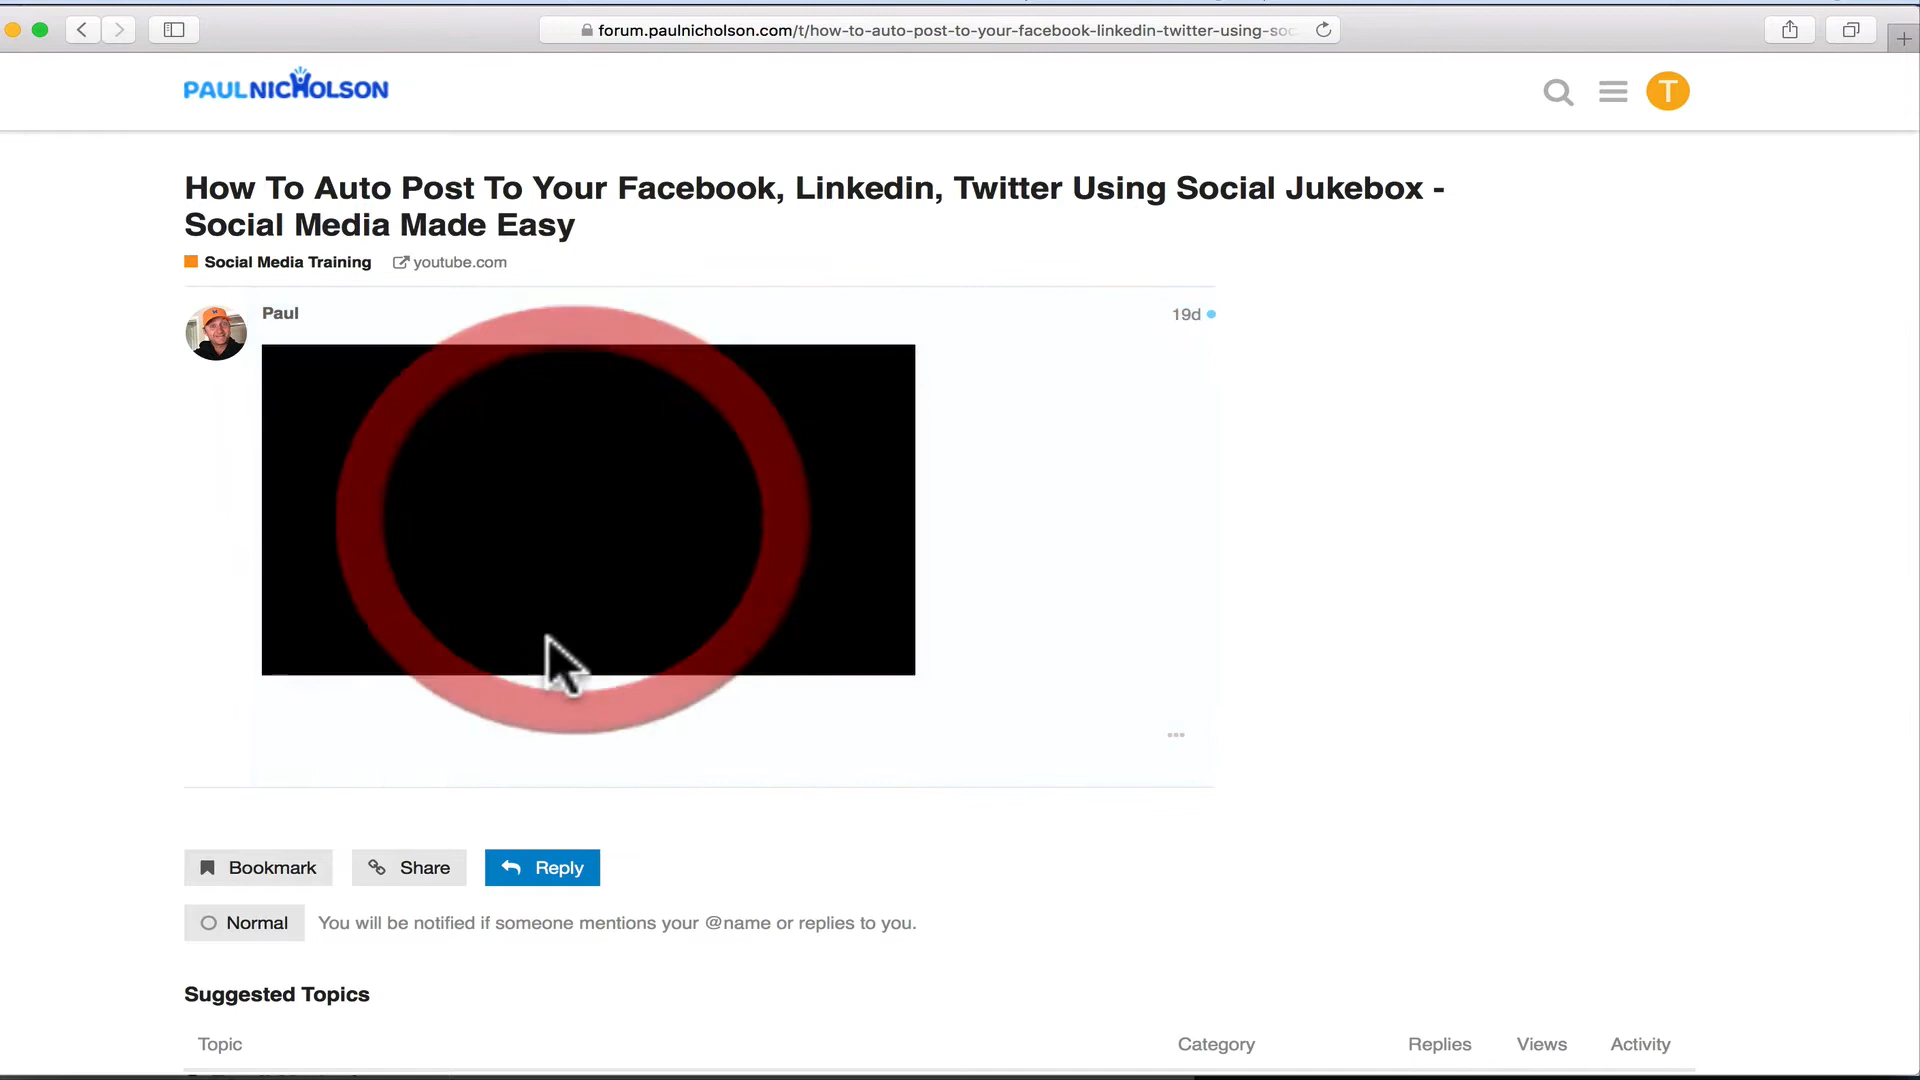 forum.paulnicholson.com/t/how-to-auto-post-to-your-facebook-linkedin-twitter-using-soc
PAULNICHOLSON
T
How To Auto Post To Your Facebook, Linkedin, Twitter Using Social Jukebox -
Social Media Made Easy
Social Media Training youtube.com
Paul 19d
Bookmark Share Reply
Normal You will be notified if someone mentions your @name or replies to you.
Suggested Topics
Topic Category Replies Views Activity